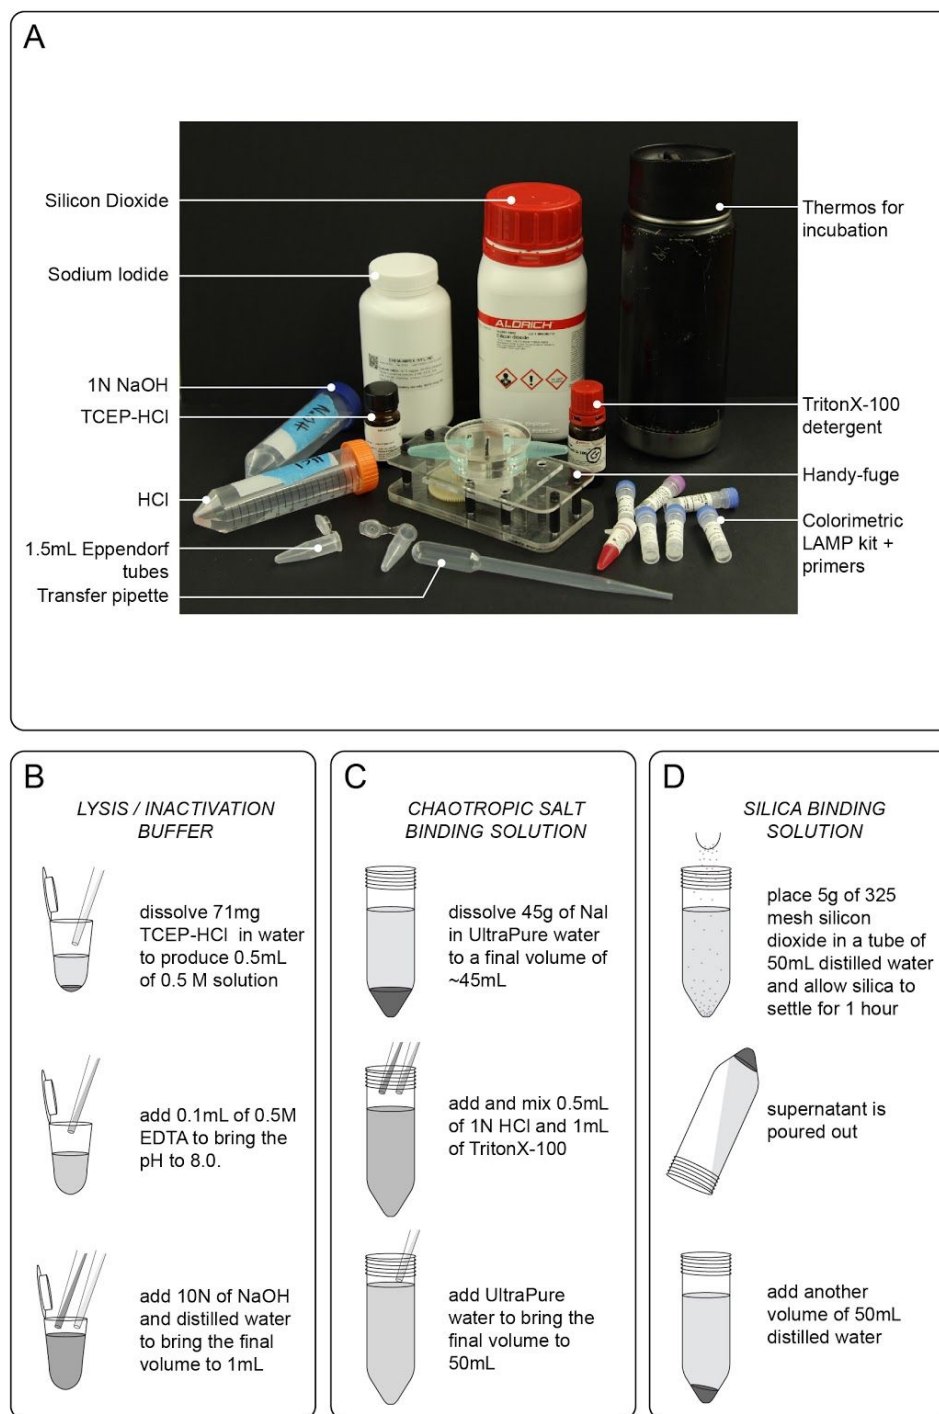 A
Silicon Dioxide
Sodium Iodide
1N NaOH
TCEP-HCl
HCl
1.5mL Eppendorf
tubes
Transfer pipette
Thermos for
incubation
TritonX-100
detergent
Handy-fuge
Colorimetric
LAMP kit +
primers
ALDRICH
Silicon dioxide
NaOH
HCl
B
LYSIS / INACTIVATION
BUFFER
dissolve 71mg
TCEP-HCl in water
to produce 0.5mL
of 0.5 M solution
add 0.1mL of 0.5M
EDTA to bring the
pH to 8.0.
add 10N of NaOH
and distilled water
to bring the final
volume to 1mL
C
CHAOTROPIC SALT
BINDING SOLUTION
dissolve 45g of NaI
in UltraPure water
to a final volume of
~45mL
add and mix 0.5mL
of 1N HCl and 1mL
of TritonX-100
add UltraPure
water to bring the
final volume to
50mL
D
SILICA BINDING
SOLUTION
place 5g of 325
mesh silicon
dioxide in a tube of
50mL distilled water
and allow silica to
settle for 1 hour
supernatant is
poured out
add another
volume of 50mL
distilled water